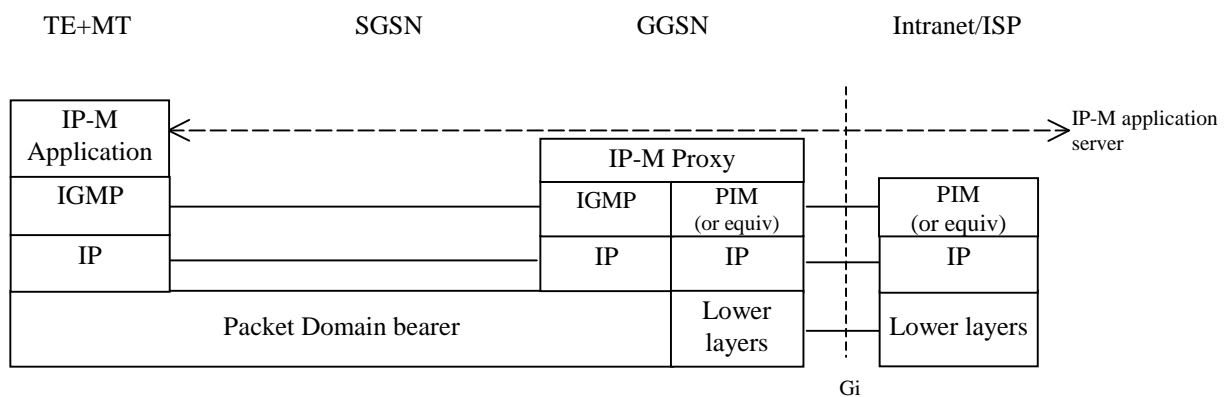 TE+MT
SGSN
GGSN
Intranet/ISP
IP-M
Application
IP-M application
server
IP-M Proxy
IGMP
IGMP
PIM
(or equiv)
PIM
(or equiv)
IP
IP
IP
IP
Packet Domain bearer
Lower
layers
Lower layers
Gi